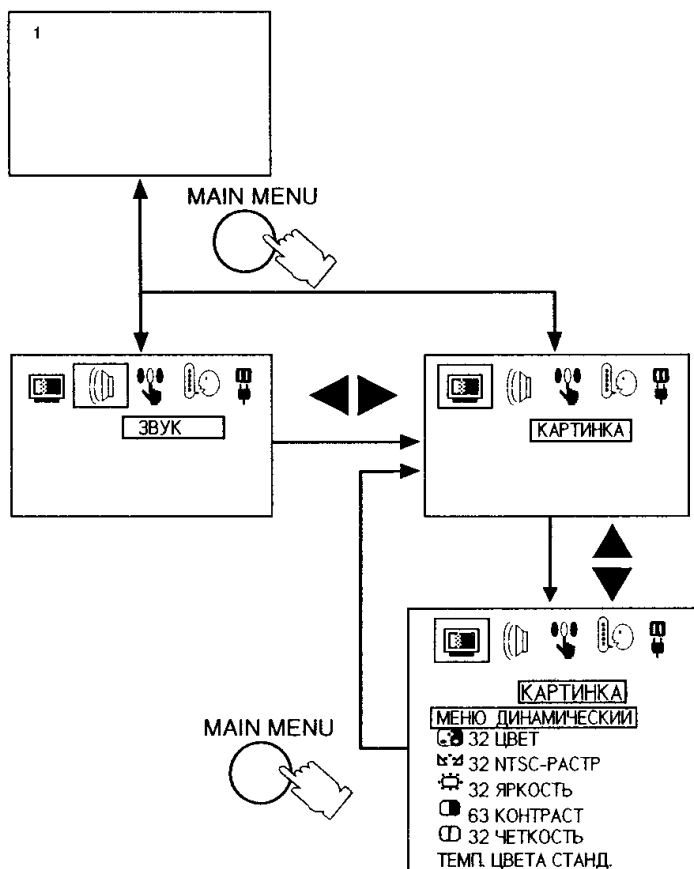 1
MAIN MENU
ЗВУК
КАРТИНКА
КАРТИНКА
МЕНЮ ДИНАМИЧЕСКИЙ
32 ЦВЕТ
32 NTSC-РАСТР
32 ЯРКОСТЬ
63 КОНТРАСТ
32 ЧЕТКОСТЬ
ТЕМП. ЦВЕТА СТАНД.
MAIN MENU